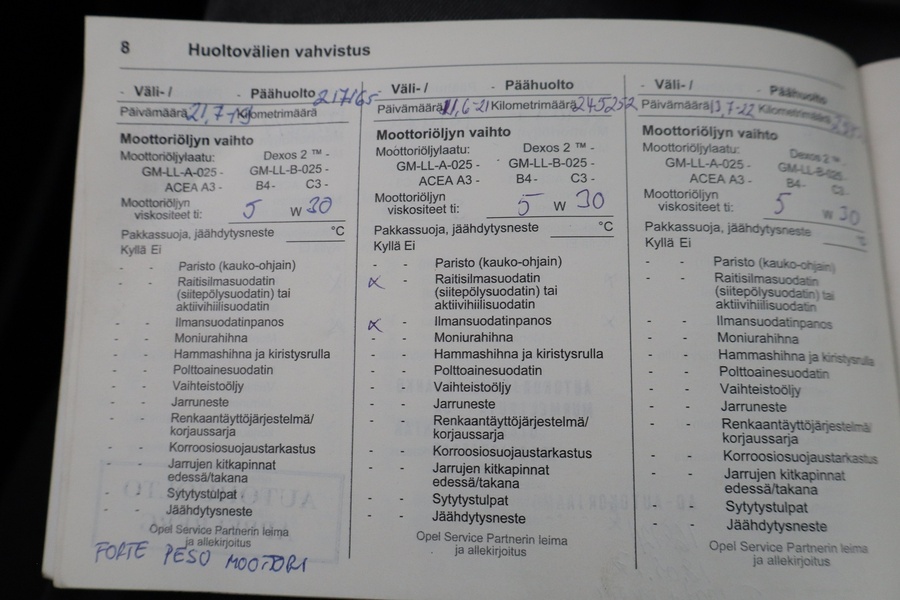 8 Huoltovälien vahvistus
- Väli- / - Päähuolto
Päivämäärä 21,7-19 Kilometrimäärä 217165-
Moottoriöljyn vaihto
Moottoriöljylaatu: Dexos 2 ™ -
GM-LL-A-025 - GM-LL-B-025 -
ACEA A3 - B4- C3 -
Moottoriöljyn
viskositeet ti: 5 W 30
Pakkassuoja, jäähdytysneste °C
Kyllä Ei
- - Paristo (kauko-ohjain)
- - Raitisilmasuodatin
(siitepölysuodatin) tai
aktiivihiilisuodatin
- - Ilmansuodatinpanos
- - Moniurahihna
- - Hammashihna ja kiristysrulla
- - Polttoainesuodatin
- - Vaihteistoöljy
- - Jarruneste
- - Renkaantäyttöjärjestelmä/
korjaussarja
- - Korroosiosuojaustarkastus
- - Jarrujen kitkapinnat
edessä/takana
- - Sytytystulpat
- - Jäähdytysneste
Opel Service Partnerin leima
ja allekirjoitus
FORTE PESO MOOTTORI
- Väli- / - Päähuolto
Päivämäärä 11,6-21 Kilometrimäärä 245252
Moottoriöljyn vaihto
Moottoriöljylaatu: Dexos 2 ™ -
GM-LL-A-025 - GM-LL-B-025 -
ACEA A3 - B4- C3 -
Moottoriöljyn
viskositeet ti: 5 W 30
Pakkassuoja, jäähdytysneste °C
Kyllä Ei
- - Paristo (kauko-ohjain)
x - Raitisilmasuodatin
(siitepölysuodatin) tai
aktiivihiilisuodatin
x - Ilmansuodatinpanos
- - Moniurahihna
- - Hammashihna ja kiristysrulla
- - Polttoainesuodatin
- - Vaihteistoöljy
- - Jarruneste
- - Renkaantäyttöjärjestelmä/
korjaussarja
- - Korroosiosuojaustarkastus
- - Jarrujen kitkapinnat
edessä/takana
- - Sytytystulpat
- - Jäähdytysneste
Opel Service Partnerin leima
ja allekirjoitus
- Väli- / - Päähuolto
Päivämäärä 13,7-22 Kilometrimäärä
Moottoriöljyn vaihto
Moottoriöljylaatu: Dexos 2 ™ -
GM-LL-A-025 - GM-LL-B-025 -
ACEA A3 - B4- C3 -
Moottoriöljyn
viskositeet ti: 5 W 30
Pakkassuoja, jäähdytysneste °C
Kyllä Ei
- - Paristo (kauko-ohjain)
- - Raitisilmasuodatin
(siitepölysuodatin) tai
aktiivihiilisuodatin
- - Ilmansuodatinpanos
- - Moniurahihna
- - Hammashihna ja kiristysrulla
- - Polttoainesuodatin
- - Vaihteistoöljy
- - Jarruneste
- - Renkaantäyttöjärjestelmä/
korjaussarja
- - Korroosiosuojaustarkastus
- - Jarrujen kitkapinnat
edessä/takana
- - Sytytystulpat
- - Jäähdytysneste
Opel Service Partnerin leima
ja allekirjoitus